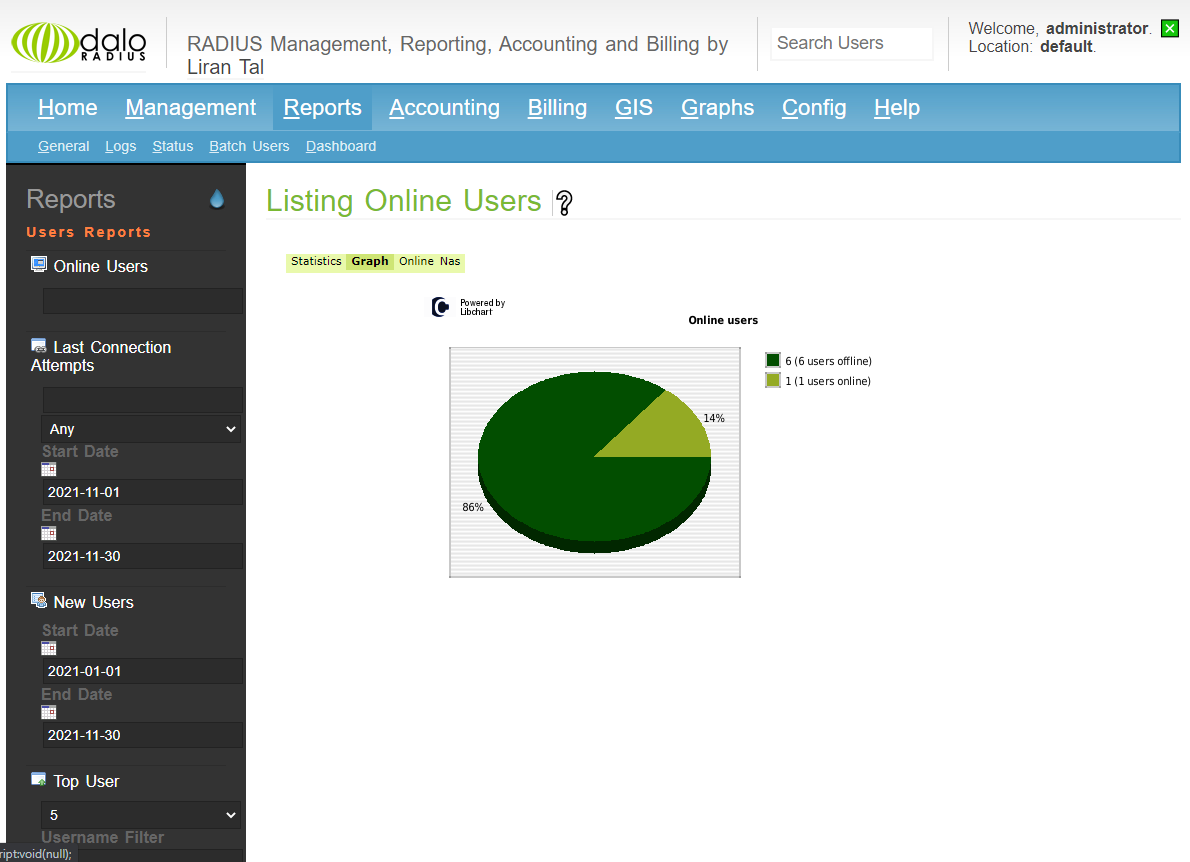 dalo
RADIUS
RADIUS Management, Reporting, Accounting and Billing by
Liran Tal
Search Users
Welcome, administrator.
Location: default.
Home Management Reports Accounting Billing GIS Graphs Config Help
General Logs Status Batch Users Dashboard
Reports
Users Reports
Online Users
Last Connection
Attempts
Any
Start Date
2021-11-01
End Date
2021-11-30
New Users
Start Date
2021-01-01
End Date
2021-11-30
Top User
5
Username Filter
ript:void(null);
Listing Online Users
Statistics Graph Online Nas
Powered by
Libchart
Online users
6 (6 users offline)
1 (1 users online)
14%
86%